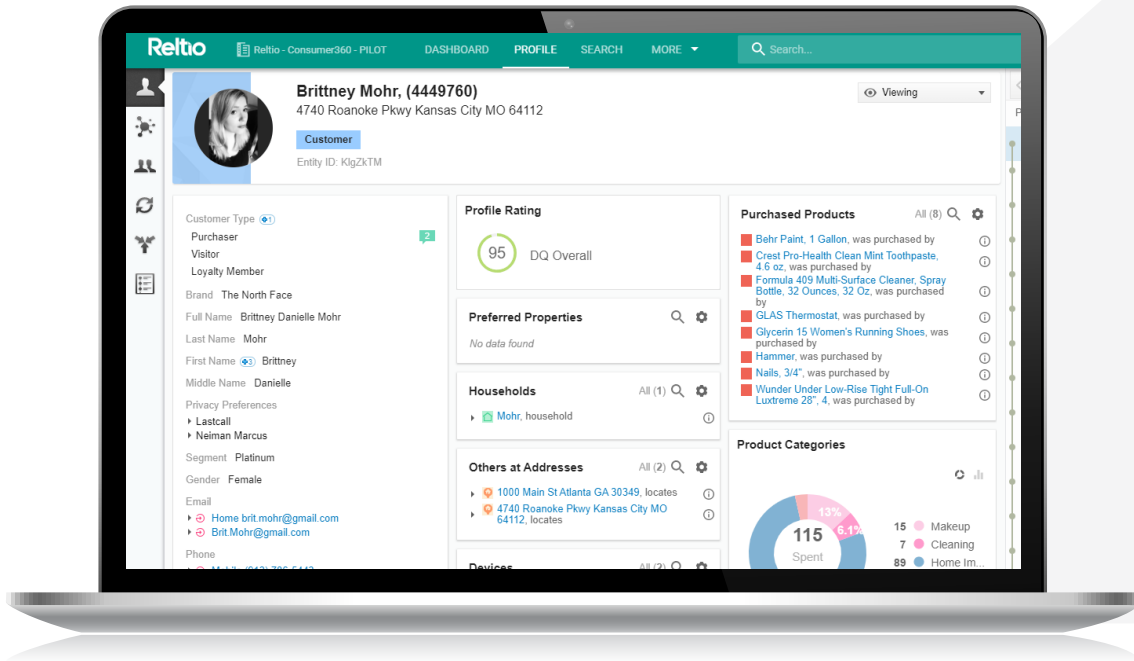 Reltio
Reltio - Consumer360 - PILOT
DASHBOARD
PROFILE
SEARCH
MORE
Search...
Brittney Mohr, (4449760)
4740 Roanoke Pkwy Kansas City MO 64112
Customer
Entity ID: KIgZkTM
Viewing
P
Customer Type 1
Purchaser
2
Visitor
Loyalty Member
Brand The North Face
Full Name Brittney Danielle Mohr
Last Name Mohr
First Name 3 Brittney
Middle Name Danielle
Privacy Preferences
Lastcall
Neiman Marcus
Segment Platinum
Gender Female
Email
Home brit.mohr@gmail.com
Brit.Mohr@gmail.com
Phone
Profile Rating
95 DQ Overall
Preferred Properties
No data found
Households All (1)
Mohr, household
Others at Addresses All (2)
1000 Main St Atlanta GA 30349, locates
4740 Roanoke Pkwy Kansas City MO
64112, locates
Devices All (2)
Purchased Products All (8)
Behr Paint, 1 Gallon, was purchased by
Crest Pro-Health Clean Mint Toothpaste,
4.6 oz, was purchased by
Formula 409 Multi-Surface Cleaner, Spray
Bottle, 32 Ounces, 32 Oz, was purchased
by
GLAS Thermostat, was purchased by
Glycerin 15 Women's Running Shoes, was
purchased by
Hammer, was purchased by
Nails, 3/4", was purchased by
Wunder Under Low-Rise Tight Full-On
Luxtreme 28", 4, was purchased by
Product Categories
13%
6.1%
115
Spent
15 Makeup
7 Cleaning
89 Home Im...